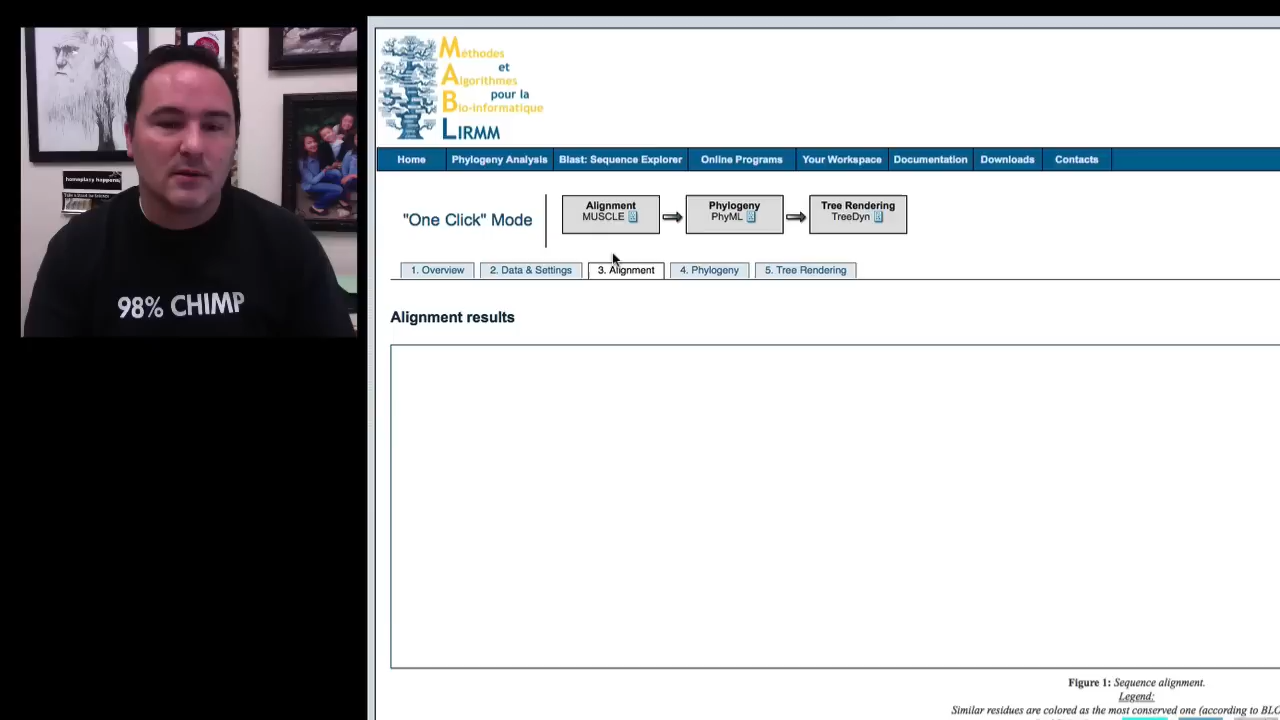 Méthodes
et
Algorithmes
pour la
Bio-informatique
LIRMM
Home
Phylogeny Analysis
Blast: Sequence Explorer
Online Programs
Your Workspace
Documentation
Downloads
Contacts
"One Click" Mode
Alignment
MUSCLE
Phylogeny
PhyML
Tree Rendering
TreeDyn
1. Overview
2. Data & Settings
3. Alignment
4. Phylogeny
5. Tree Rendering
homoplasy happens
98% CHIMP
Alignment results
Figure 1: Sequence alignment.
Legend:
Similar residues are colored as the most conserved one (according to BLO